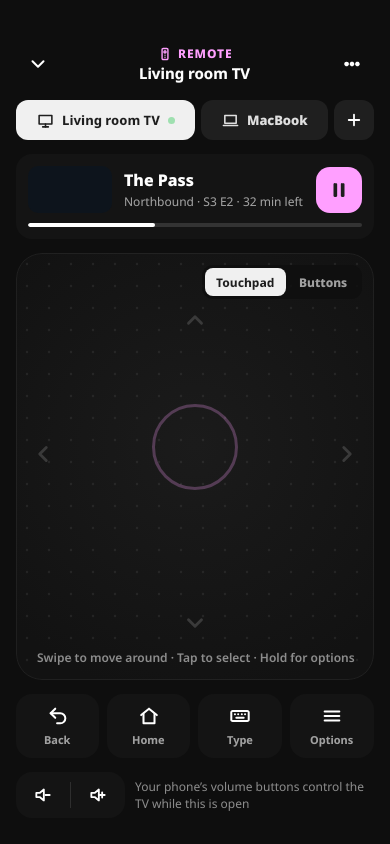 REMOTE
Living room TV
Living room TV
MacBook
The Pass
Northbound · S3 E2 · 32 min left
Touchpad
Buttons
Swipe to move around · Tap to select · Hold for options
Back
Home
Type
Options
Your phone’s volume buttons control the
TV while this is open